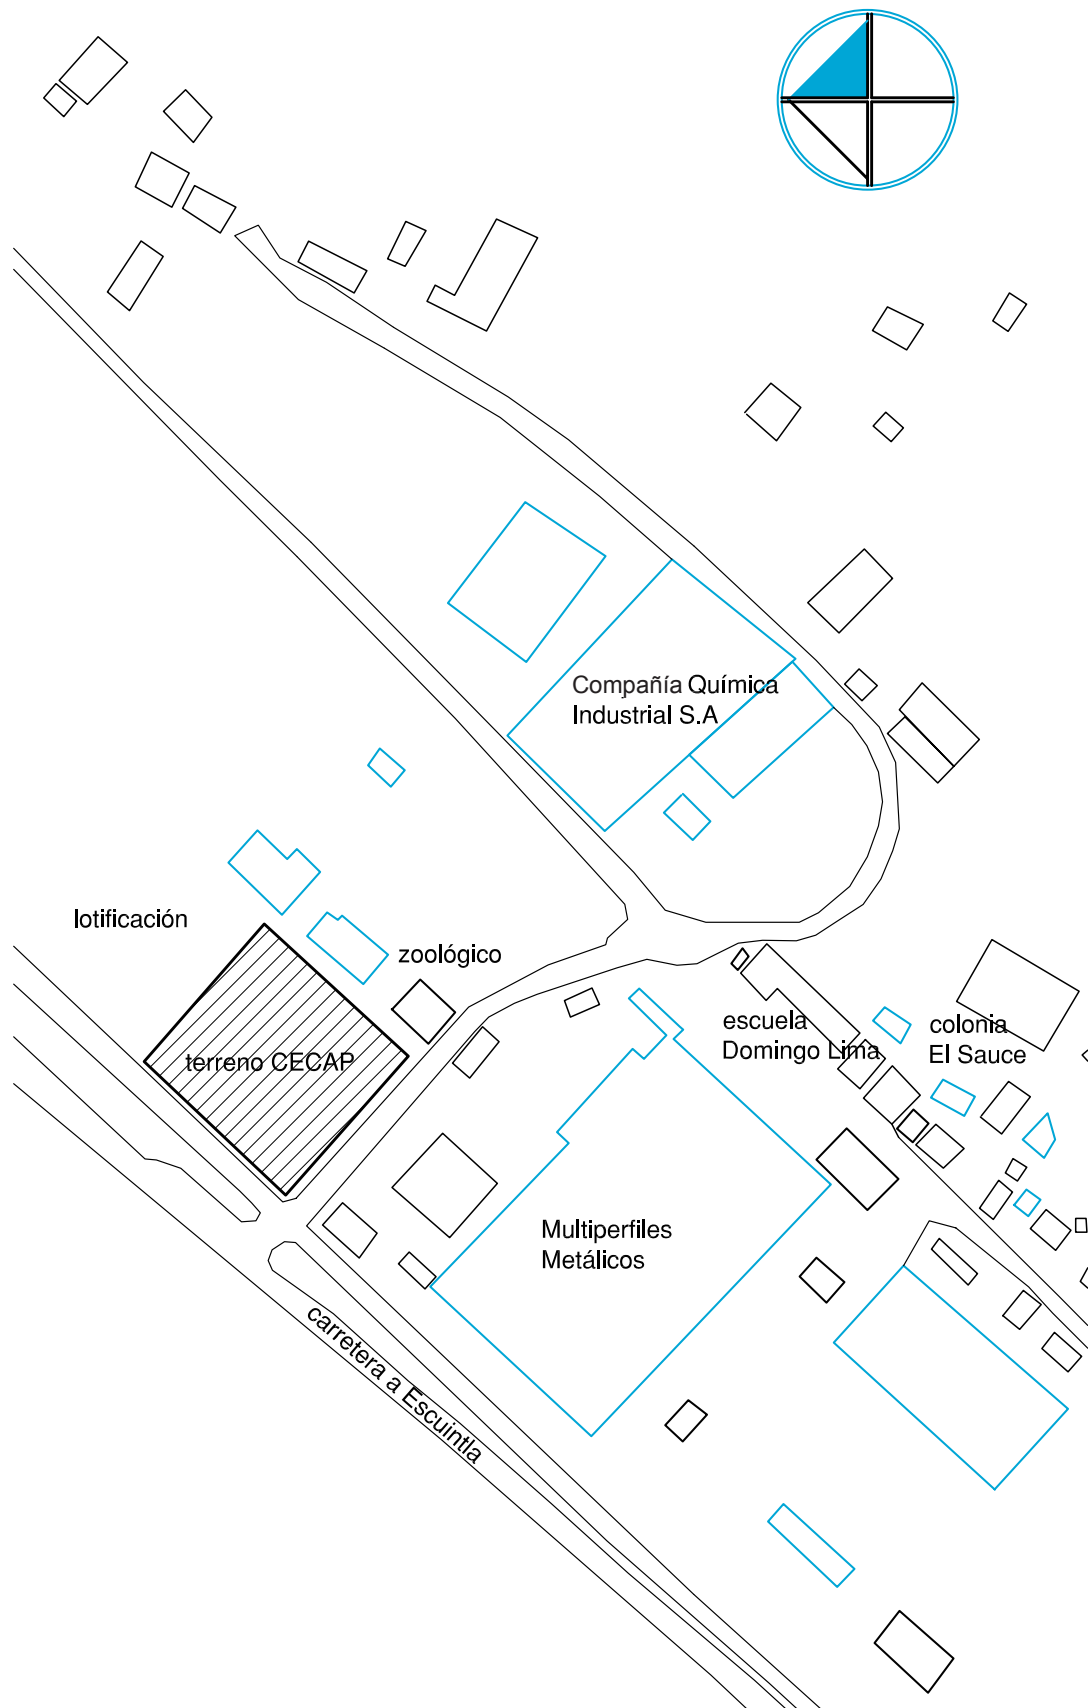 Compañía Química
Industrial S.A
lotificación
zoológico
terreno CECAP
escuela
Domingo Lima
colonia
El Sauce
Multiperfiles
Metálicos
carretera a Escuintla